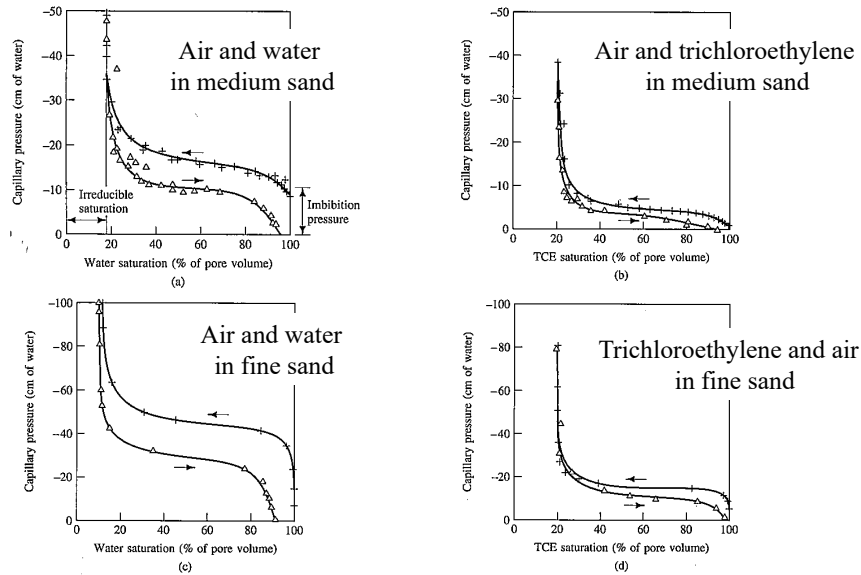 Air and water
in medium sand
-50
-40
-30
-20
-10
0
Capillary pressure (cm of water)
Irreducible
saturation
Imbibition
pressure
0 20 40 60 80 100
Water saturation (% of pore volume)
(a)
Air and trichloroethylene
in medium sand
-50
-40
-30
-20
-10
0
Capillary pressure (cm of water)
0 20 40 60 80 100
TCE saturation (% of pore volume)
(b)
Air and water
in fine sand
-100
-80
-60
-40
-20
0
Capillary pressure (cm of water)
0 20 40 60 80 100
Water saturation (% of pore volume)
(c)
Trichloroethylene and air
in fine sand
-100
-80
-60
-40
-20
0
Capillary pressure (cm of water)
0 20 40 60 80 100
TCE saturation (% of pore volume)
(d)